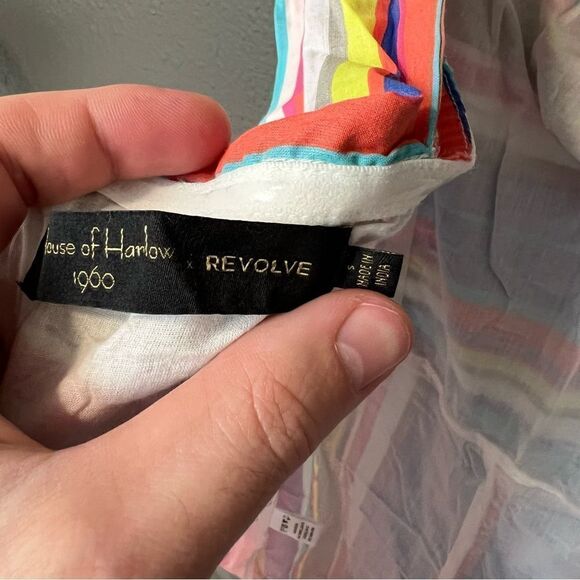 House of Harlow
1960
x REVOLVE
S
MADE IN
INDIA